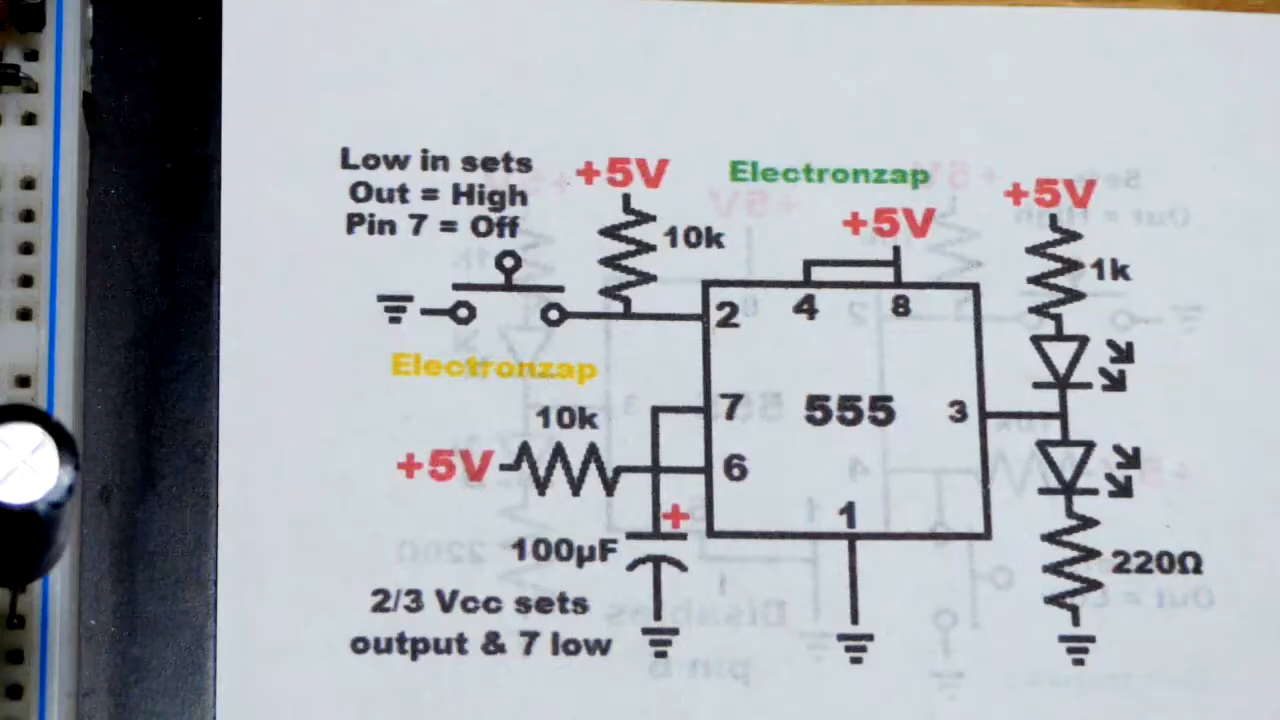 Low in sets
Out = High
Pin 7 = Off
+5V
10k
Electronzap
+5V
+5V
1k
2
4
8
Electronzap
10k
+5V
7
6
555
3
1
+
100µF
220Ω
2/3 Vcc sets
output & 7 low